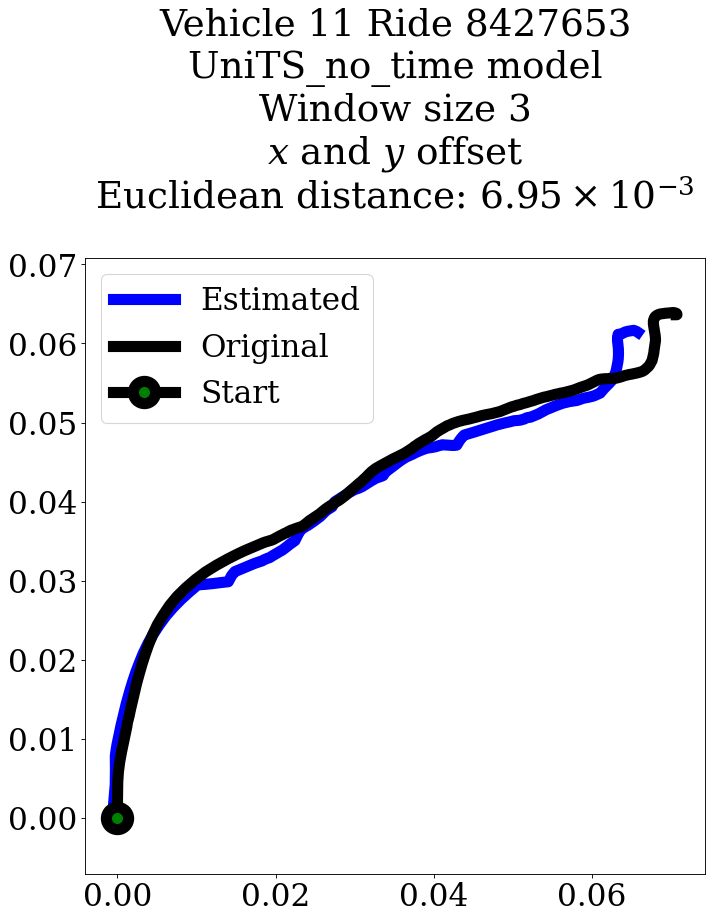 Vehicle 11 Ride 8427653
UniTS_no_time model
Window size 3
x and y offset
Euclidean distance: 6.95 × 10⁻³
0.07
0.06
0.05
0.04
0.03
0.02
0.01
0.00
Estimated
Original
Start
0.00 0.02 0.04 0.06